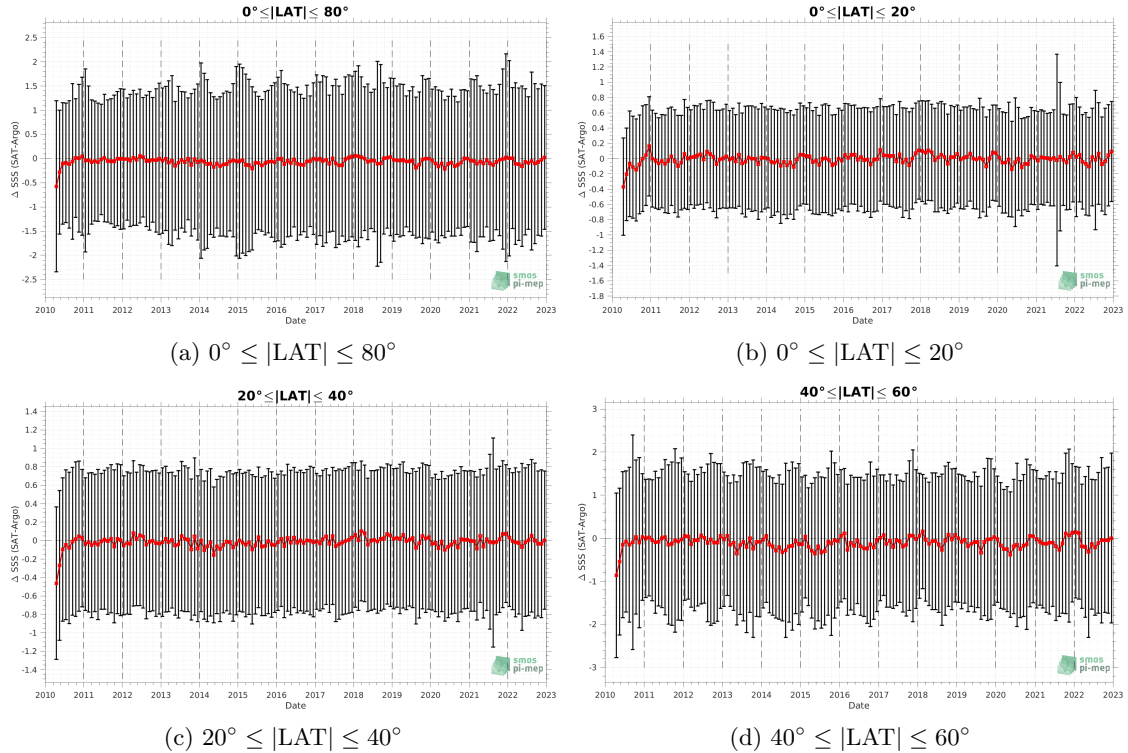 0°≤|LAT|≤ 80°
Δ SSS (SAT-Argo)
2.5
2
1.5
1
0.5
0
-0.5
-1
-1.5
-2
-2.5
smos
pi-mep
2010 2011 2012 2013 2014 2015 2016 2017 2018 2019 2020 2021 2022 2023
Date
(a) 0° ≤ |LAT| ≤ 80°
0°≤|LAT|≤ 20°
Δ SSS (SAT-Argo)
1.6
1.4
1.2
1
0.8
0.6
0.4
0.2
0.0
-0.2
-0.4
-0.6
-0.8
-1
-1.2
-1.4
-1.6
-1.8
smos
pi-mep
2010 2011 2012 2013 2014 2015 2016 2017 2018 2019 2020 2021 2022 2023
Date
(b) 0° ≤ |LAT| ≤ 20°
20°≤|LAT|≤ 40°
Δ SSS (SAT-Argo)
1.4
1.2
1
0.8
0.6
0.4
0.2
0
-0.2
-0.4
-0.6
-0.8
-1
-1.2
-1.4
smos
pi-mep
2010 2011 2012 2013 2014 2015 2016 2017 2018 2019 2020 2021 2022 2023
Date
(c) 20° ≤ |LAT| ≤ 40°
40°≤|LAT|≤ 60°
Δ SSS (SAT-Argo)
3
2
1
0
-1
-2
-3
smos
pi-mep
2010 2011 2012 2013 2014 2015 2016 2017 2018 2019 2020 2021 2022 2023
Date
(d) 40° ≤ |LAT| ≤ 60°